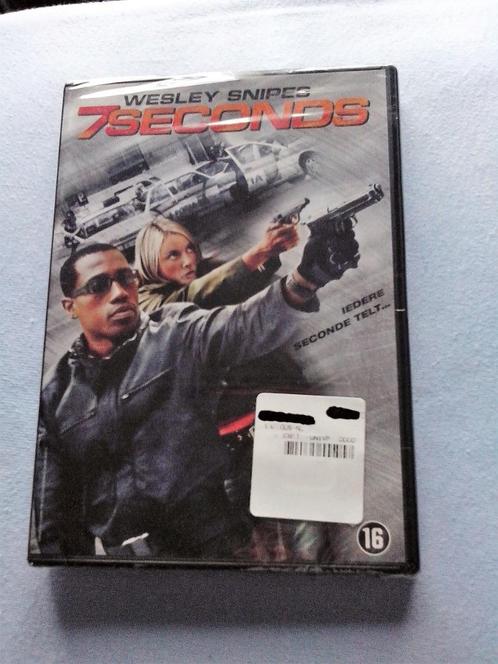 WESLEY SNIPES
7SECONDS
IEDERE
SECONDE TELT...
16